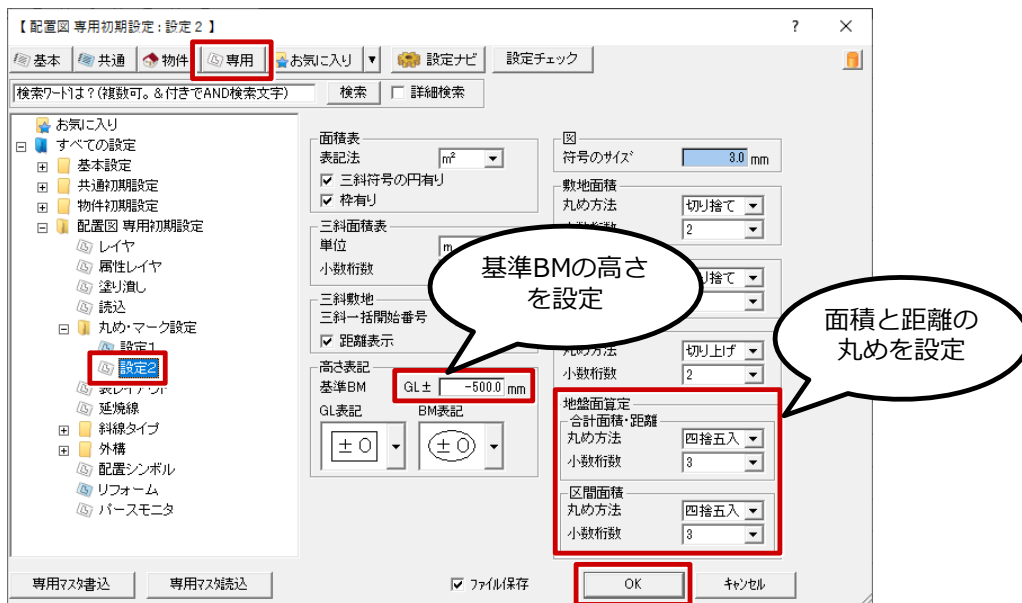 【 配置図 専用初期設定 : 設定２ 】 ? ×
基本 共通 物件 専用 お気に入り ▼ 設定ナビ 設定チェック
検索ワードは？(複数可。&付きでAND検索文字) 検索 詳細検索
お気に入り
すべての設定
基本設定
共通初期設定
物件初期設定
配置図 専用初期設定
レイヤ
属性レイヤ
塗り潰し
読込
丸め・マーク設定
設定1
設定2
表レイアウト
延焼線
斜線タイプ
外構
配置シンボル
リフォーム
パースモニタ
面積表
表記法 m²
三斜符号の円有り
枠有り
三斜面積表
単位 m
小数桁数
三斜敷地
三斜一括開始番号
距離表示
高さ表記
基準BM GL± -500.0 mm
GL表記 BM表記
±0 ±0
図
符号のサイズ 3.0 mm
敷地面積
丸め方法 切り捨て
小数桁数 2
切り捨て
丸め方法 切り上げ
小数桁数 2
地盤面算定
合計面積・距離
丸め方法 四捨五入
小数桁数 3
区間面積
丸め方法 四捨五入
小数桁数 3
基準BMの高さ
を設定
面積と距離の
丸めを設定
専用マスタ書込 専用マスタ読込 ファイル保存 OK キャンセル